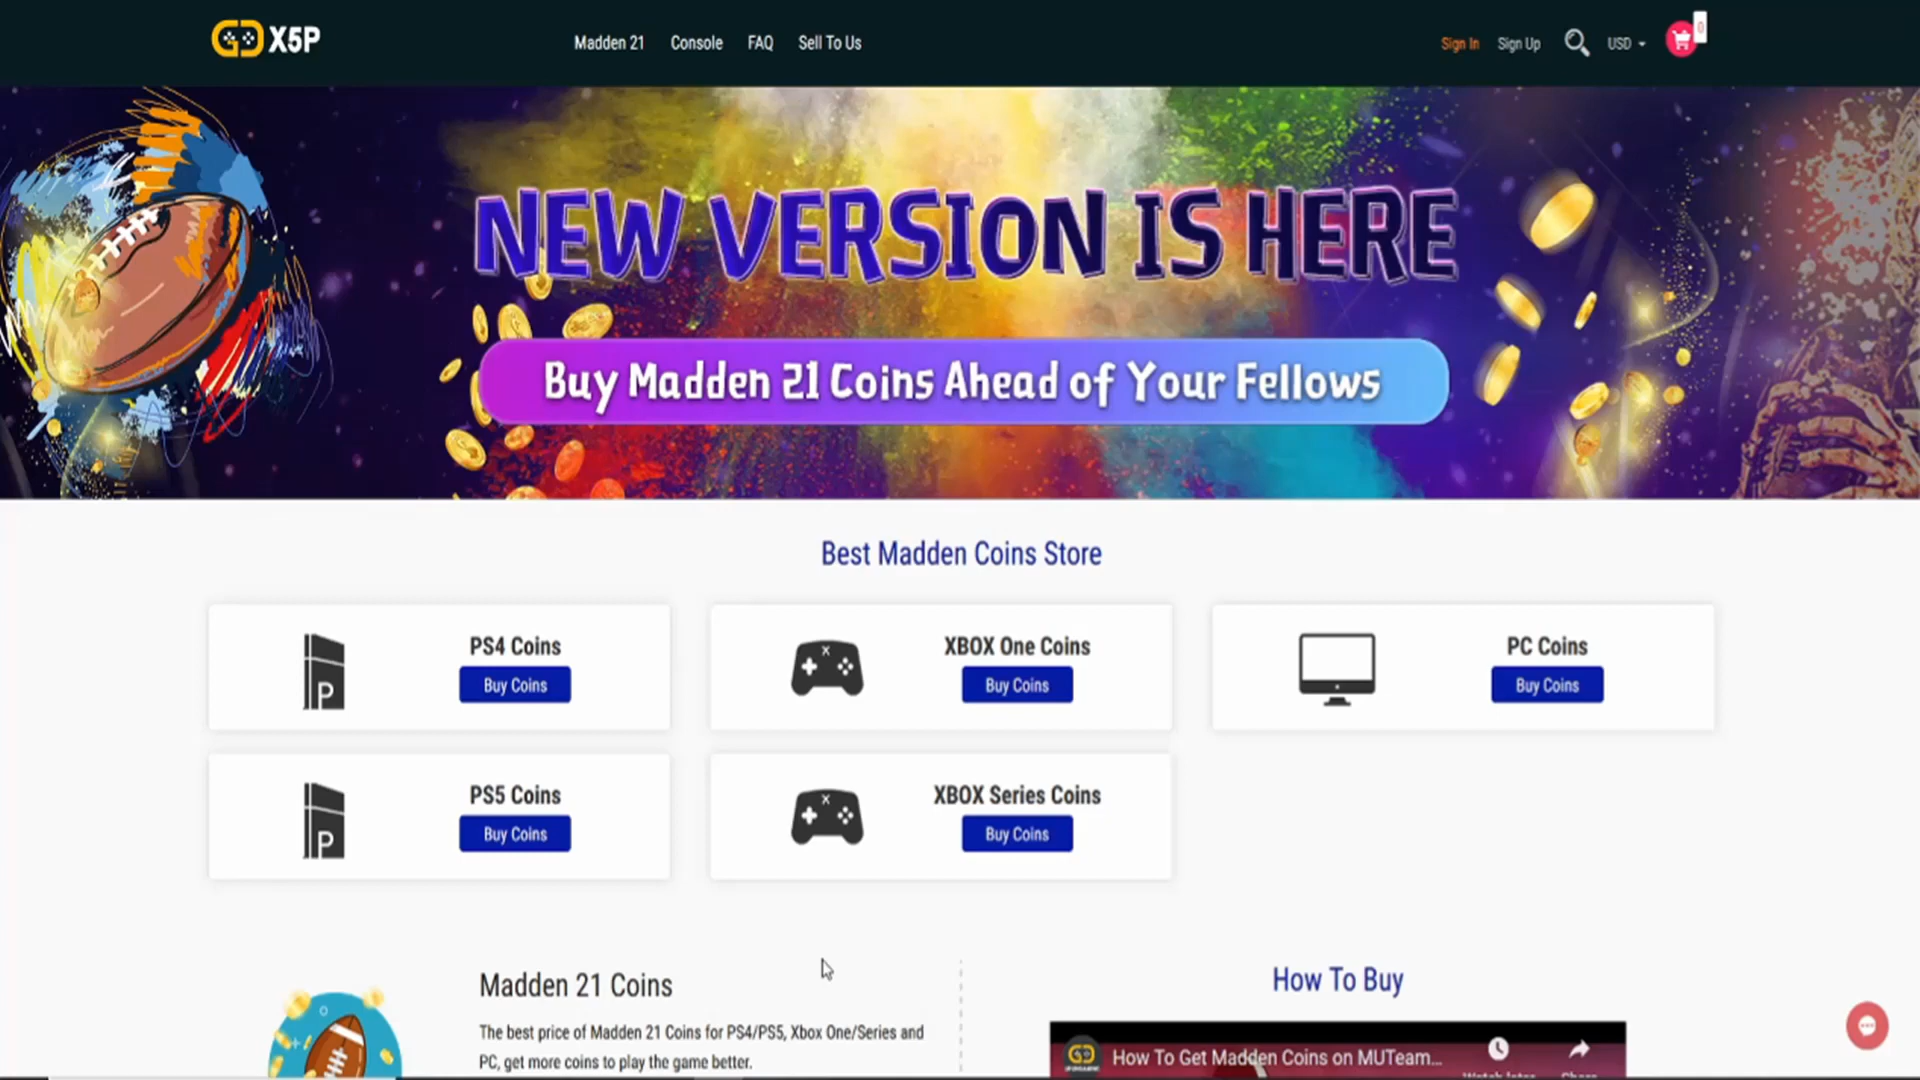 X5P
Madden 21
Console
FAQ
Sell To Us
Sign In
Sign Up
USD
0
NEW VERSION IS HERE
Buy Madden 21 Coins Ahead of Your Fellows
Best Madden Coins Store
PS4 Coins
Buy Coins
XBOX One Coins
Buy Coins
PC Coins
Buy Coins
PS5 Coins
Buy Coins
XBOX Series Coins
Buy Coins
Madden 21 Coins
The best price of Madden 21 Coins for PS4/PS5, Xbox One/Series and
PC, get more coins to play the game better.
How To Buy
How To Get Madden Coins on MUTeam...